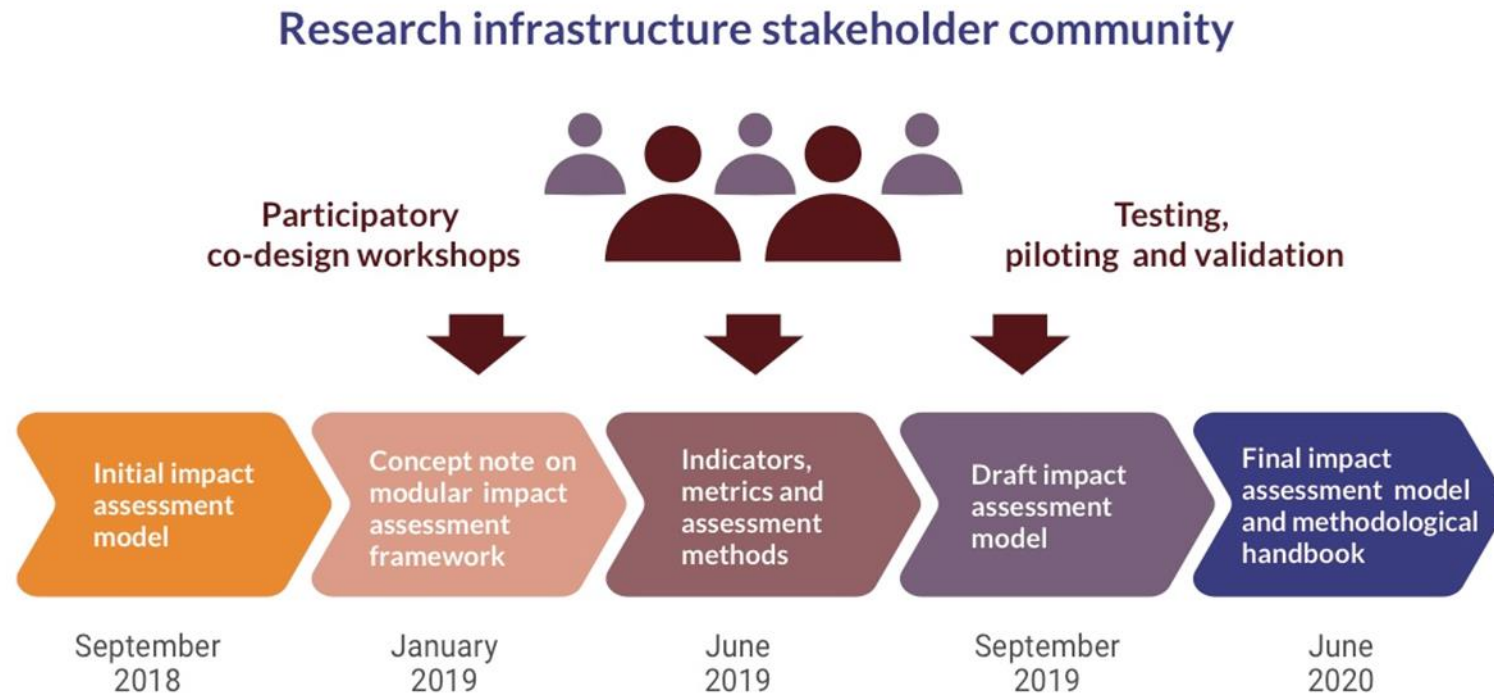 Research infrastructure stakeholder community
Participatory
co-design workshops
Testing,
piloting and validation
Initial impact
assessment
model
Concept note on
modular impact
assessment
framework
Indicators,
metrics and
assessment
methods
Draft impact
assessment
model
Final impact
assessment model
and methodological
handbook
September
2018
January
2019
June
2019
September
2019
June
2020